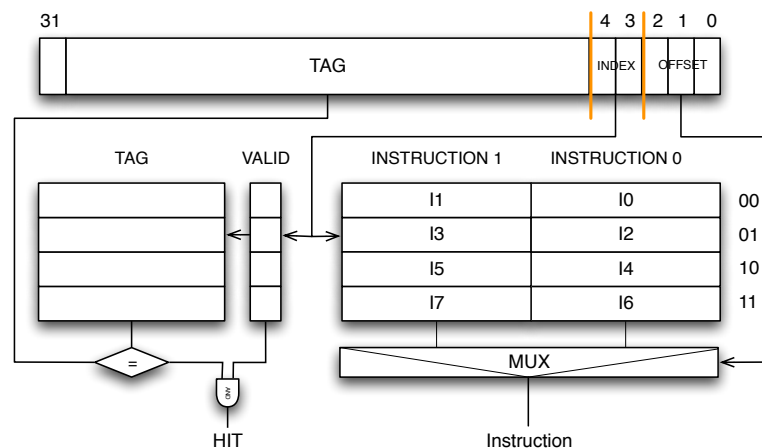 31 4 3 2 1 0
TAG INDEX OFFSET
TAG VALID INSTRUCTION 1 INSTRUCTION 0
I1 I0 00
I3 I2 01
I5 I4 10
I7 I6 11
= MUX
AND
HIT Instruction